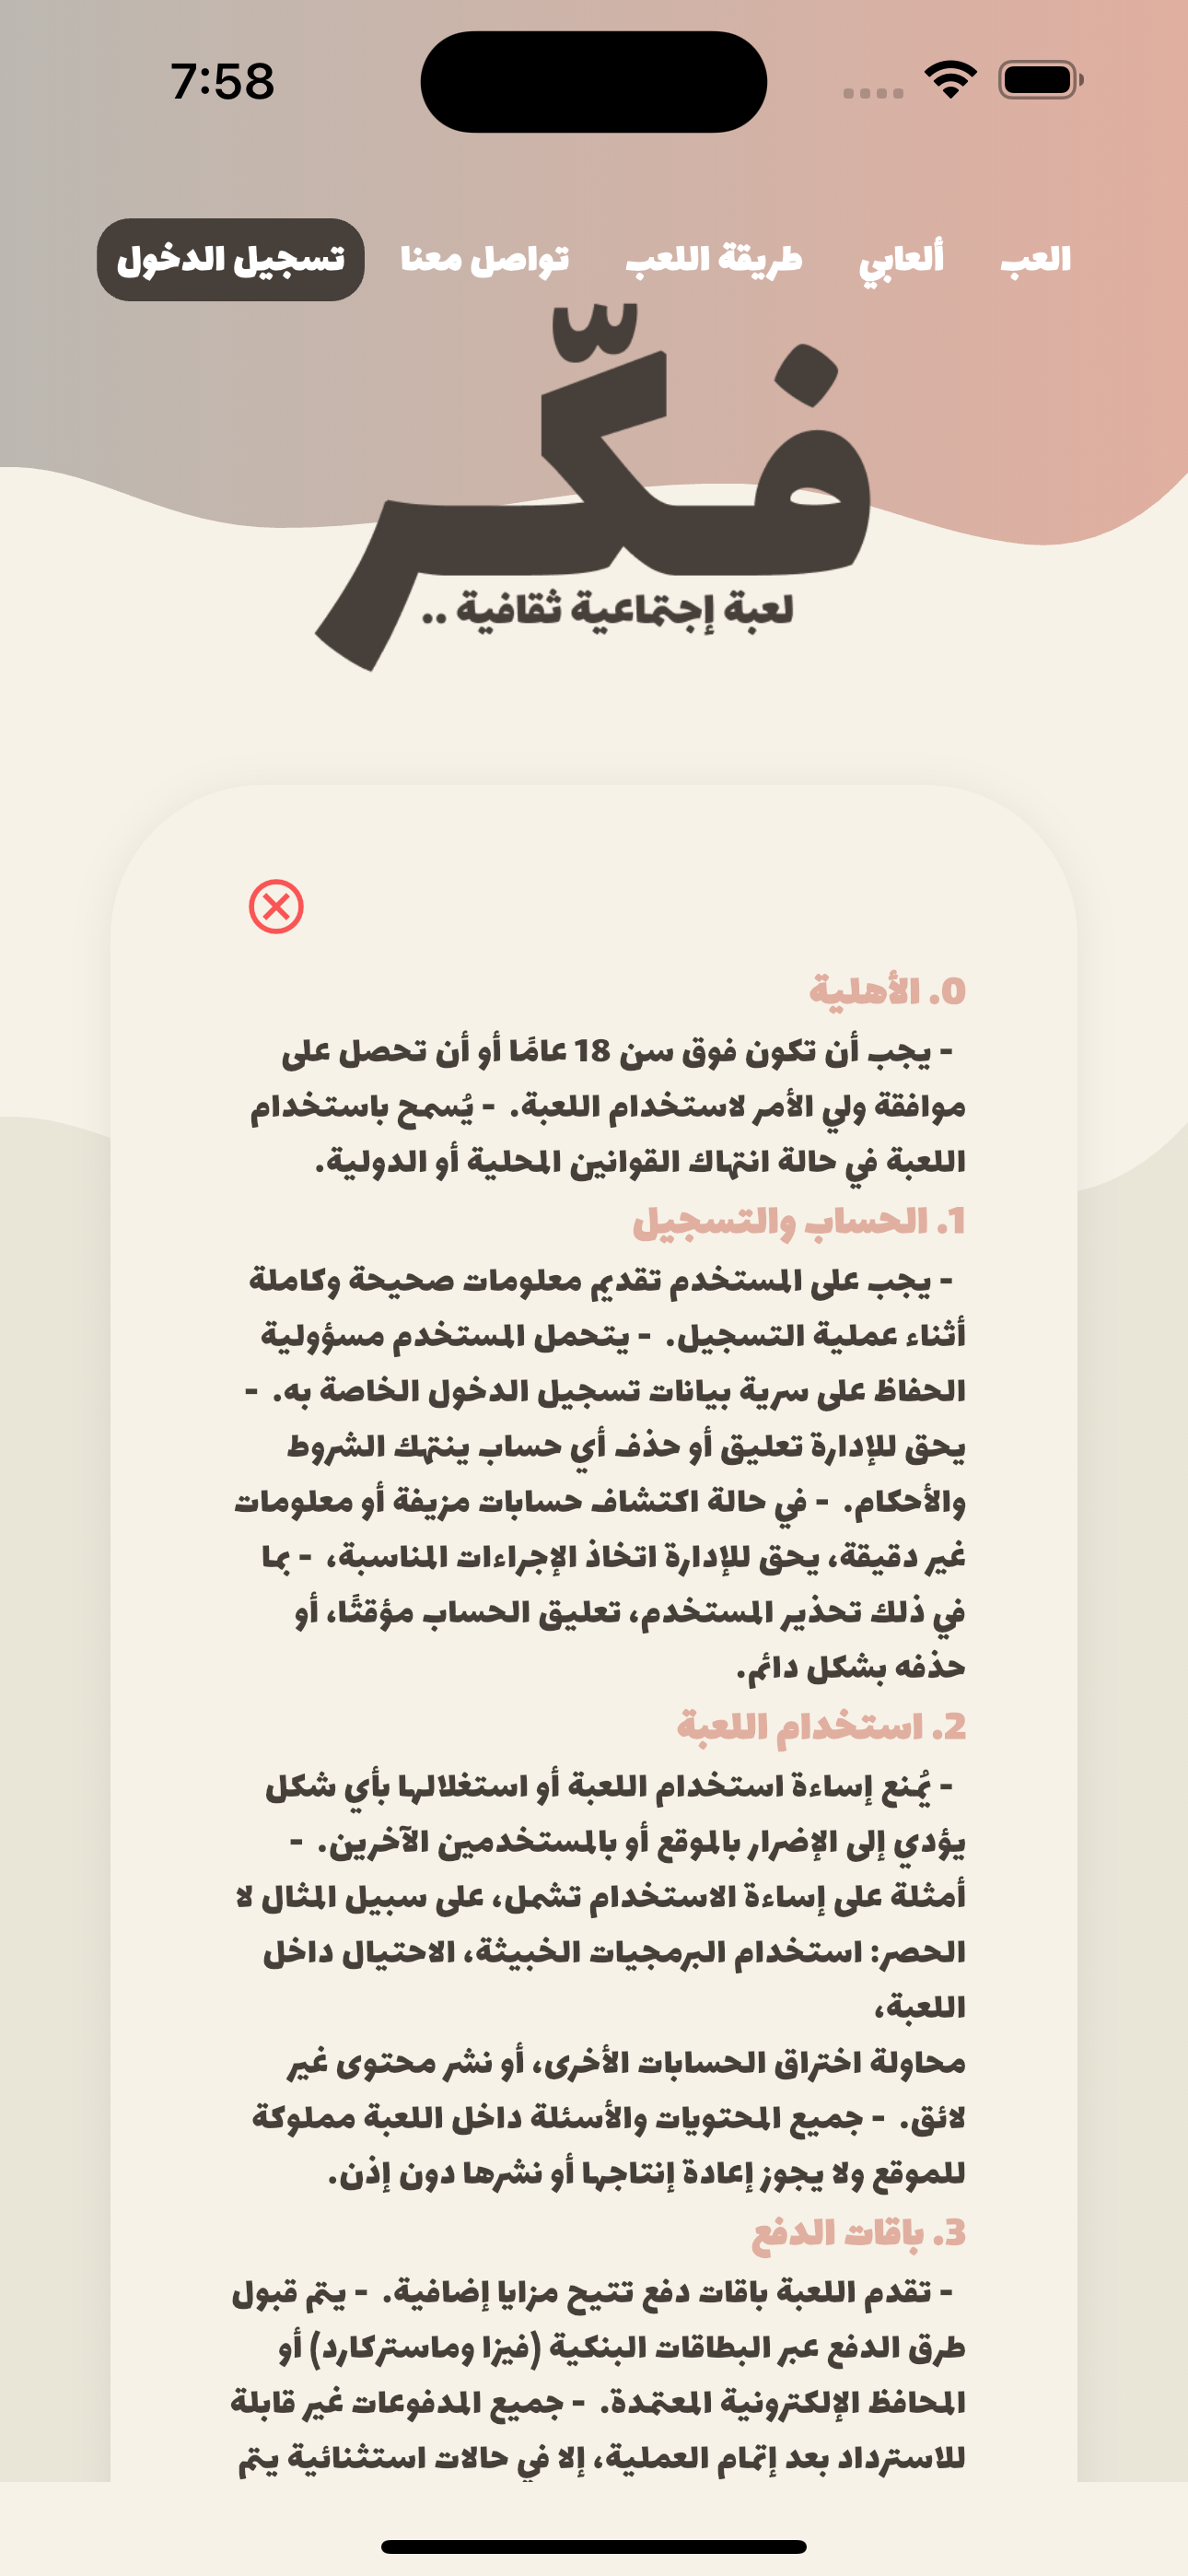 7:58
العب ألعابي طريقة اللعب تواصل معنا تسجيل الدخول
فكّر
لعبة إجتماعية ثقافية ..
0. الأهلية
- يجب أن تكون فوق سن 18 عامًا أو أن تحصل على
موافقة ولي الأمر لاستخدام اللعبة. - يُسمح باستخدام
اللعبة في حالة انتهاك القوانين المحلية أو الدولية.
1. الحساب والتسجيل
- يجب على المستخدم تقديم معلومات صحيحة وكاملة
أثناء عملية التسجيل. - يتحمل المستخدم مسؤولية
الحفاظ على سرية بيانات تسجيل الدخول الخاصة به. -
يحق للإدارة تعليق أو حذف أي حساب ينتهك الشروط
والأحكام. - في حالة اكتشاف حسابات مزيفة أو معلومات
غير دقيقة، يحق للإدارة اتخاذ الإجراءات المناسبة، - بما
في ذلك تحذير المستخدم، تعليق الحساب مؤقتًا، أو
حذفه بشكل دائم.
2. استخدام اللعبة
- يُمنع إساءة استخدام اللعبة أو استغلالها بأي شكل
يؤدي إلى الإضرار بالموقع أو بالمستخدمين الآخرين. -
أمثلة على إساءة الاستخدام تشمل، على سبيل المثال لا
الحصر: استخدام البرمجيات الخبيثة، الاحتيال داخل
اللعبة،
محاولة اختراق الحسابات الأخرى، أو نشر محتوى غير
لائق. - جميع المحتويات والأسئلة داخل اللعبة مملوكة
للموقع ولا يجوز إعادة إنتاجها أو نشرها دون إذن.
3. باقات الدفع
- تقدم اللعبة باقات دفع تتيح مزايا إضافية. - يتم قبول
طرق الدفع عبر البطاقات البنكية (فيزا وماستركارد) أو
المحافظ الإلكترونية المعتمدة. - جميع المدفوعات غير قابلة
للاسترداد بعد إتمام العملية، إلا في حالات استثنائية يتم